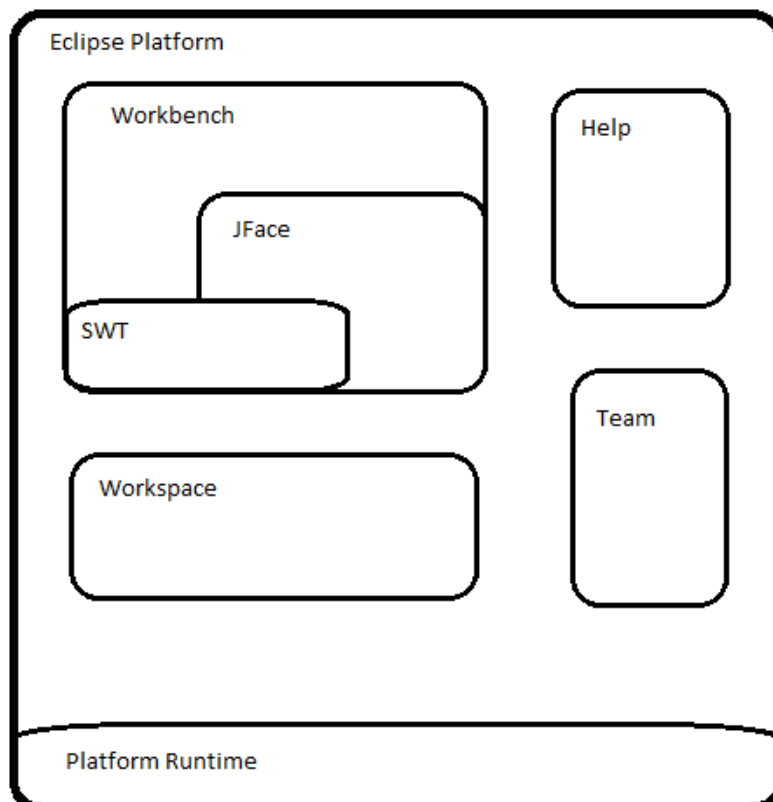 Eclipse Platform
Workbench
Help
JFace
SWT
Team
Workspace
Platform Runtime